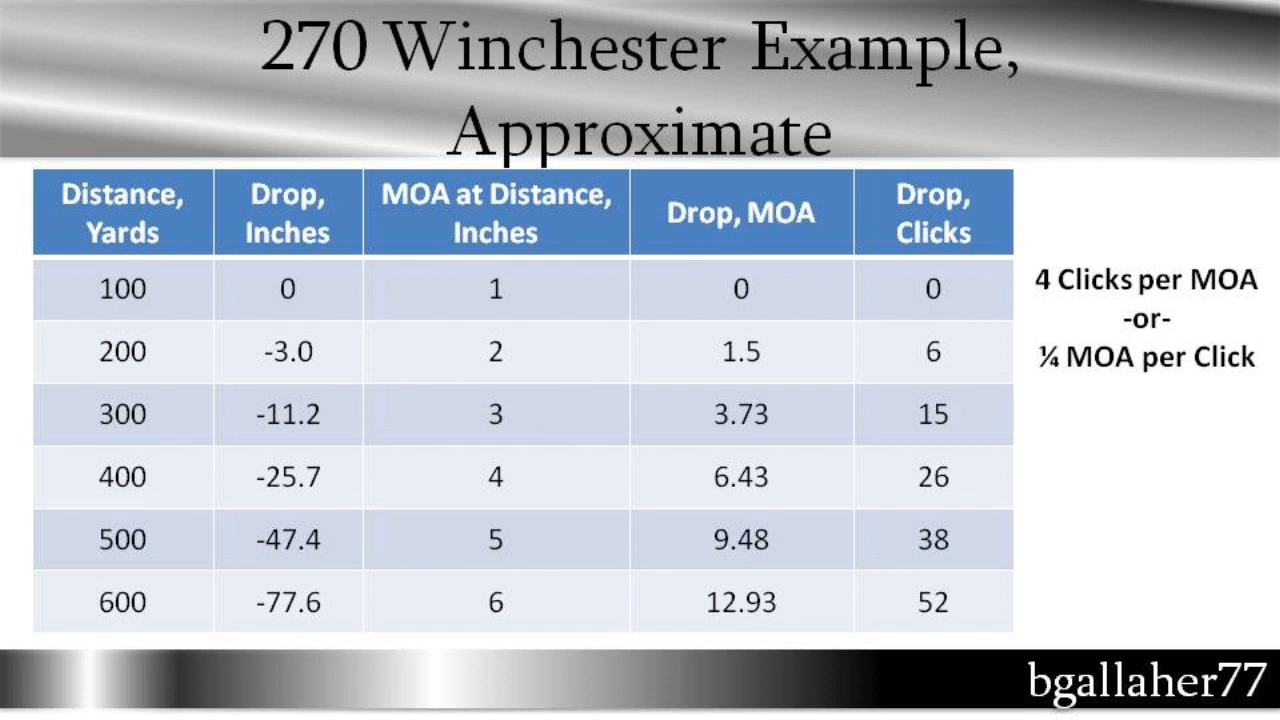 270 Winchester Example,
Approximate
Distance, Yards Drop, Inches MOA at Distance, Inches Drop, MOA Drop, Clicks
100 0 1 0 0
200 -3.0 2 1.5 6
300 -11.2 3 3.73 15
400 -25.7 4 6.43 26
500 -47.4 5 9.48 38
600 -77.6 6 12.93 52
4 Clicks per MOA
-or-
¼ MOA per Click
bgallaher77